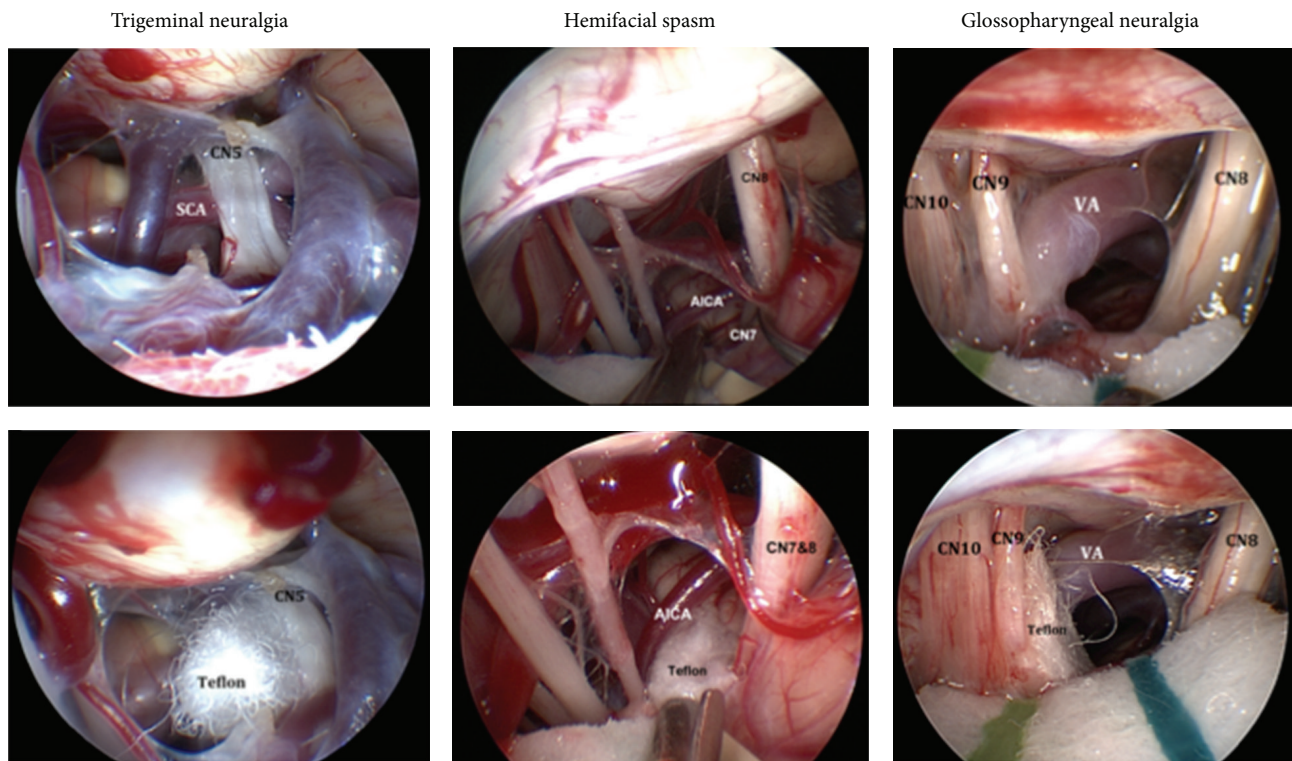 Trigeminal neuralgia
Hemifacial spasm
Glossopharyngeal neuralgia
CN5
SCA
CN8
AICA
CN7
CN10
CN9
VA
CN8
CN5
Teflon
CN7&8
AICA
Teflon
CN10
CN9
VA
CN8
Teflon